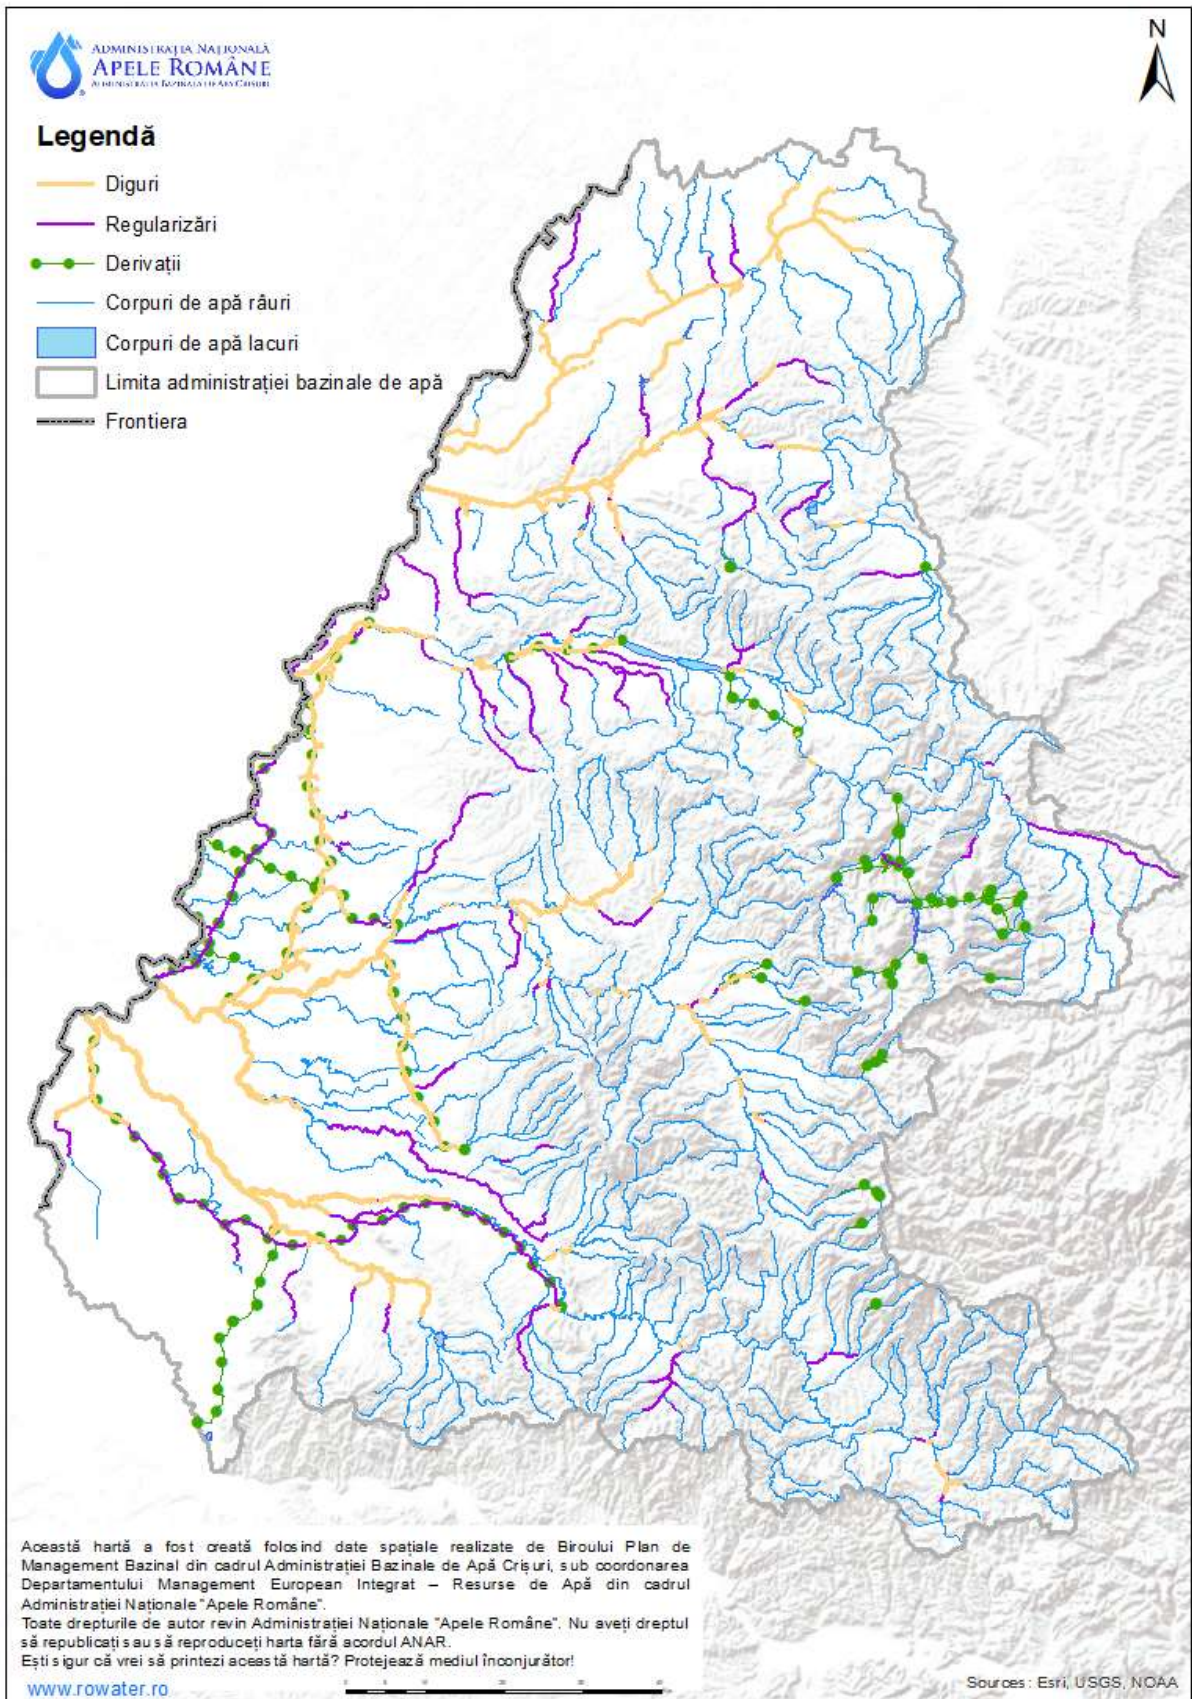 ADMINISTRAȚIA NAȚIONALĂ
APELE ROMÂNE
ADMINISTRAȚIA BAZINALĂ DE APĂ CRIȘURI
N
Legendă
Diguri
Regularizări
Derivații
Corpuri de apă râuri
Corpuri de apă lacuri
Limita administrației bazinale de apă
Frontiera
Această hartă a fost creată folosind date spațiale realizate de Biroului Plan de
Management Bazinal din cadrul Administrației Bazinale de Apă Crișuri, sub coordonarea
Departamentului Management European Integrat – Resurse de Apă din cadrul
Administrației Naționale "Apele Române".
Toate drepturile de autor revin Administrației Naționale "Apele Române". Nu aveți dreptul
să republicați sau să reproduceți harta fără acordul ANAR.
Ești sigur că vrei să printezi această hartă? Protejează mediul înconjurător!
www.rowater.ro
Sources: Esri, USGS, NOAA